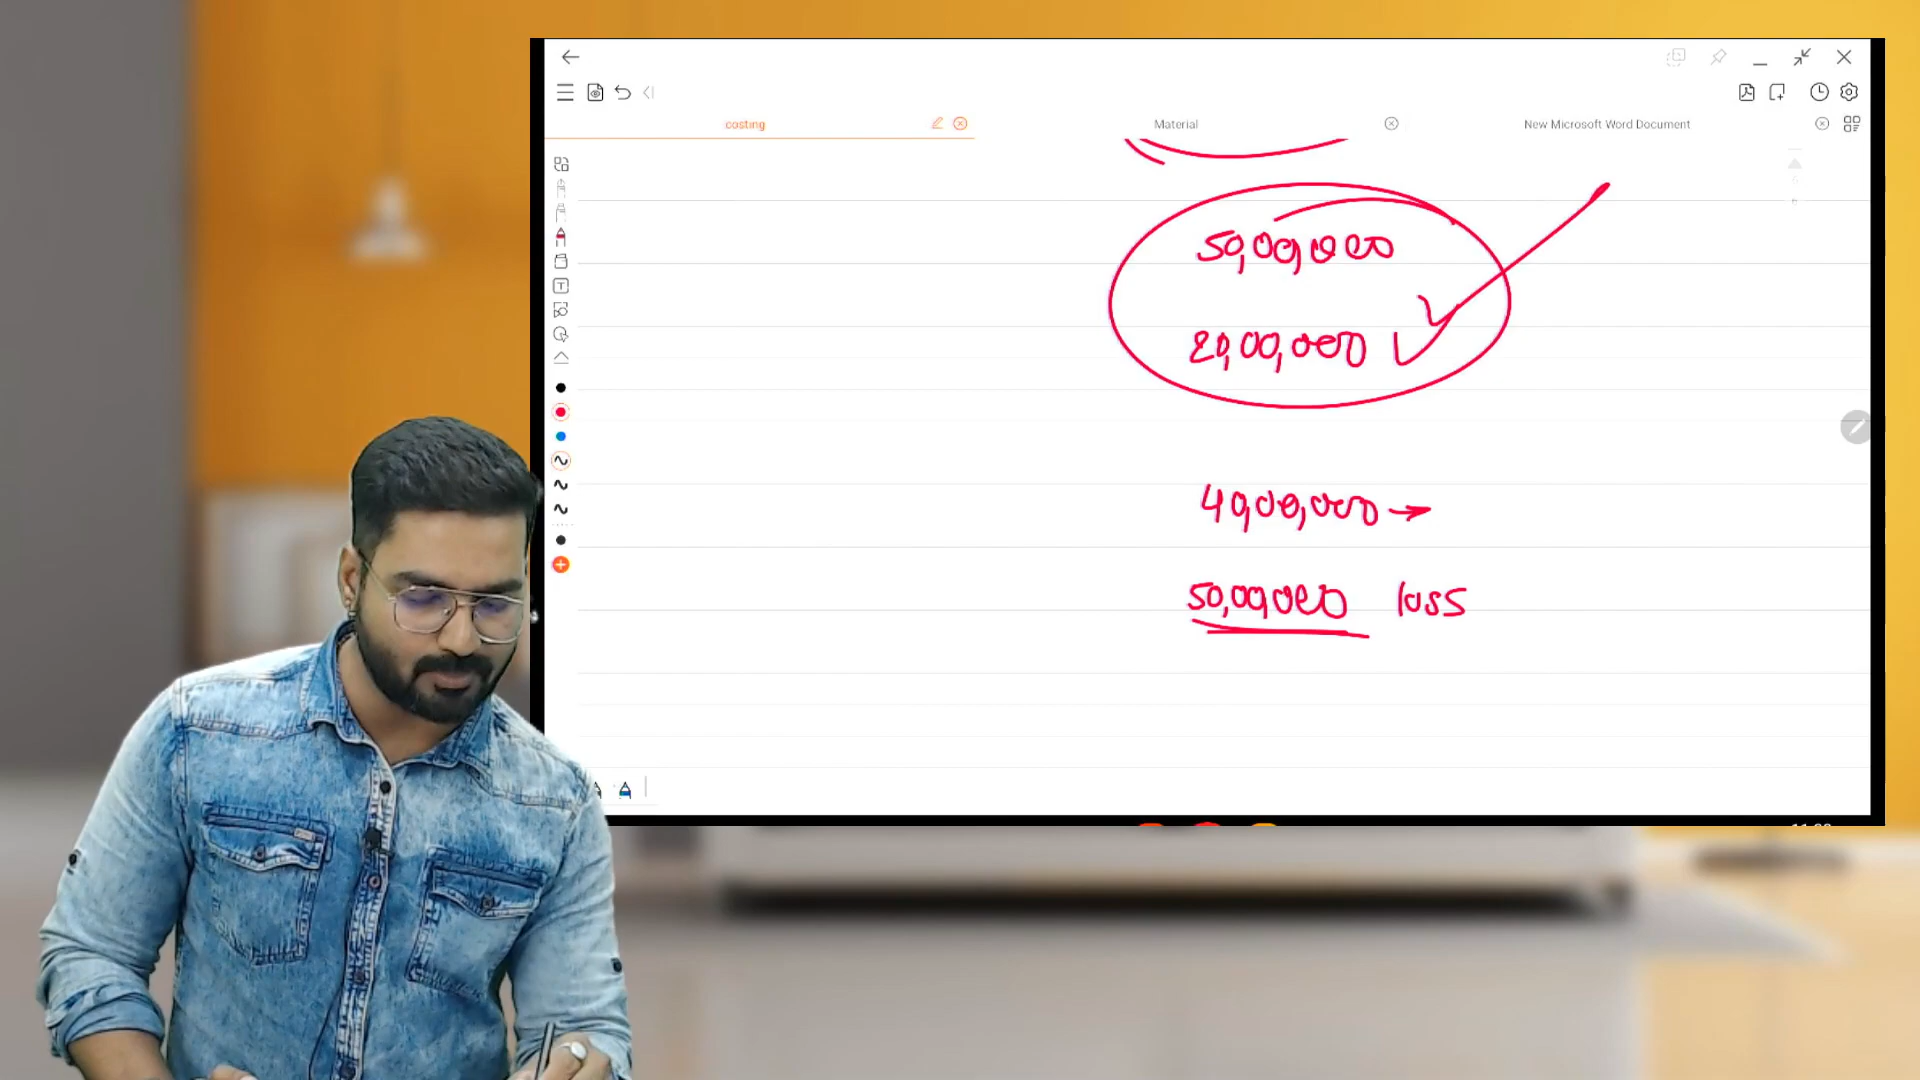 costing
Material
New Microsoft Word Document
50,00,000
20,00,000
40,00,000 →
50,00,000 loss